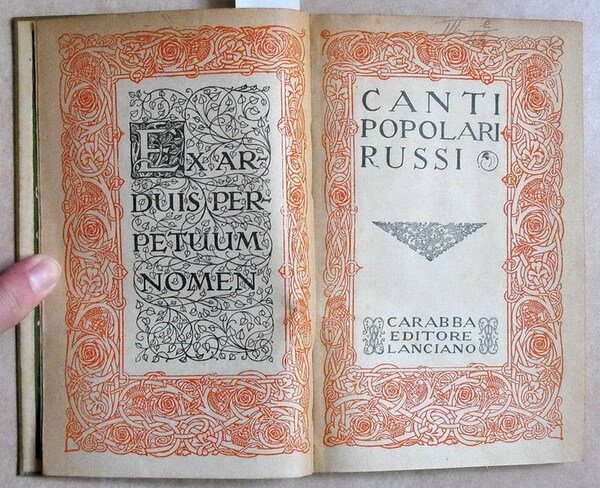 EX AR-
DUIS PER-
PETUUM
NOMEN
CANTI
POPOLARI
RUSSI
CARABBA
EDITORE
LANCIANO